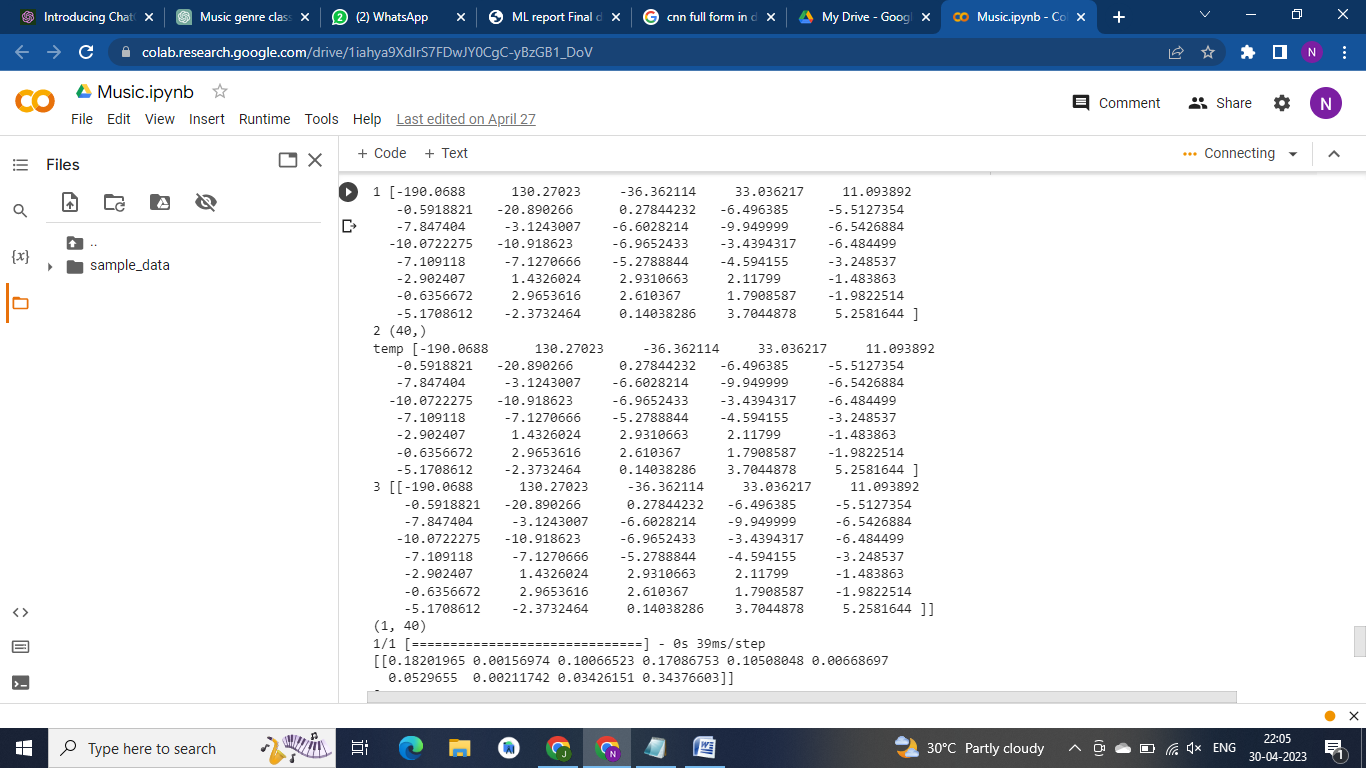 Introducing Chat
Music genre clas
(2) WhatsApp
ML report Final d
cnn full form in d
My Drive - Goog
Music.ipynb - Co
colab.research.google.com/drive/1iahya9XdIrS7FDwJY0CgC-yBzGB1_DoV
N
Music.ipynb
Comment
Share
N
File Edit View Insert Runtime Tools Help Last edited on April 27
Files
+ Code + Text
Connecting
..
sample_data
{x}
1 [-190.0688 130.27023 -36.362114 33.036217 11.093892
-0.5918821 -20.890266 0.27844232 -6.496385 -5.5127354
-7.847404 -3.1243007 -6.6028214 -9.949999 -6.5426884
-10.0722275 -10.918623 -6.9652433 -3.4394317 -6.484499
-7.109118 -7.1270666 -5.2788844 -4.594155 -3.248537
-2.902407 1.4326024 2.9310663 2.11799 -1.483863
-0.6356672 2.9653616 2.610367 1.7908587 -1.9822514
-5.1708612 -2.3732464 0.14038286 3.7044878 5.2581644 ]
2 (40,)
temp [-190.0688 130.27023 -36.362114 33.036217 11.093892
-0.5918821 -20.890266 0.27844232 -6.496385 -5.5127354
-7.847404 -3.1243007 -6.6028214 -9.949999 -6.5426884
-10.0722275 -10.918623 -6.9652433 -3.4394317 -6.484499
-7.109118 -7.1270666 -5.2788844 -4.594155 -3.248537
-2.902407 1.4326024 2.9310663 2.11799 -1.483863
-0.6356672 2.9653616 2.610367 1.7908587 -1.9822514
-5.1708612 -2.3732464 0.14038286 3.7044878 5.2581644 ]
3 [[-190.0688 130.27023 -36.362114 33.036217 11.093892
-0.5918821 -20.890266 0.27844232 -6.496385 -5.5127354
-7.847404 -3.1243007 -6.6028214 -9.949999 -6.5426884
-10.0722275 -10.918623 -6.9652433 -3.4394317 -6.484499
-7.109118 -7.1270666 -5.2788844 -4.594155 -3.248537
-2.902407 1.4326024 2.9310663 2.11799 -1.483863
-0.6356672 2.9653616 2.610367 1.7908587 -1.9822514
-5.1708612 -2.3732464 0.14038286 3.7044878 5.2581644 ]]
(1, 40)
1/1 [==============================] - 0s 39ms/step
[[0.18201965 0.00156974 0.10066523 0.17086753 0.10508048 0.00668697
0.0529655 0.00211742 0.03426151 0.34376603]]
Type here to search
30°C Partly cloudy
ENG
22:05
30-04-2023
1